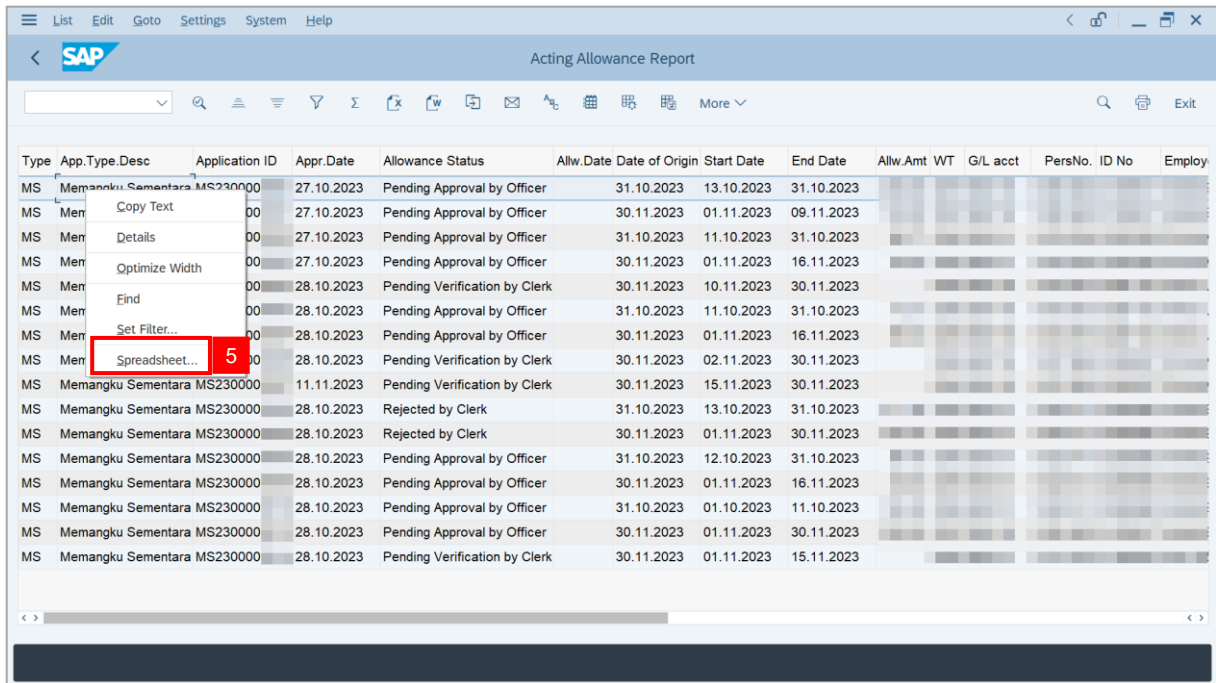 List Edit Goto Settings System Help
SAP Acting Allowance Report
More Exit
Type App.Type.Desc Application ID Appr.Date Allowance Status Allw.Date Date of Origin Start Date End Date Allw.Amt WT G/L acct PersNo. ID No Employ
MS Memangku Sementara MS230000 27.10.2023 Pending Approval by Officer 31.10.2023 13.10.2023 31.10.2023
Copy Text
MS Mem 00 27.10.2023 Pending Approval by Officer 30.11.2023 01.11.2023 09.11.2023
Details
MS Mem 00 27.10.2023 Pending Approval by Officer 31.10.2023 11.10.2023 31.10.2023
Optimize Width
MS Mem 00 27.10.2023 Pending Approval by Officer 30.11.2023 01.11.2023 16.11.2023
MS Mem 00 28.10.2023 Pending Verification by Clerk 30.11.2023 10.11.2023 30.11.2023
Find
MS Mem 00 28.10.2023 Pending Approval by Officer 31.10.2023 11.10.2023 31.10.2023
Set Filter...
MS Mem 00 28.10.2023 Pending Approval by Officer 30.11.2023 01.11.2023 16.11.2023
Spreadsheet... 5
MS Mem 00 28.10.2023 Pending Verification by Clerk 30.11.2023 02.11.2023 30.11.2023
MS Memangku Sementara MS230000 11.11.2023 Pending Verification by Clerk 30.11.2023 15.11.2023 30.11.2023
MS Memangku Sementara MS230000 28.10.2023 Rejected by Clerk 31.10.2023 13.10.2023 31.10.2023
MS Memangku Sementara MS230000 28.10.2023 Rejected by Clerk 30.11.2023 01.11.2023 30.11.2023
MS Memangku Sementara MS230000 28.10.2023 Pending Approval by Officer 31.10.2023 12.10.2023 31.10.2023
MS Memangku Sementara MS230000 28.10.2023 Pending Approval by Officer 30.11.2023 01.11.2023 16.11.2023
MS Memangku Sementara MS230000 28.10.2023 Pending Approval by Officer 31.10.2023 01.10.2023 11.10.2023
MS Memangku Sementara MS230000 28.10.2023 Pending Approval by Officer 30.11.2023 01.11.2023 30.11.2023
MS Memangku Sementara MS230000 28.10.2023 Pending Verification by Clerk 30.11.2023 01.11.2023 15.11.2023